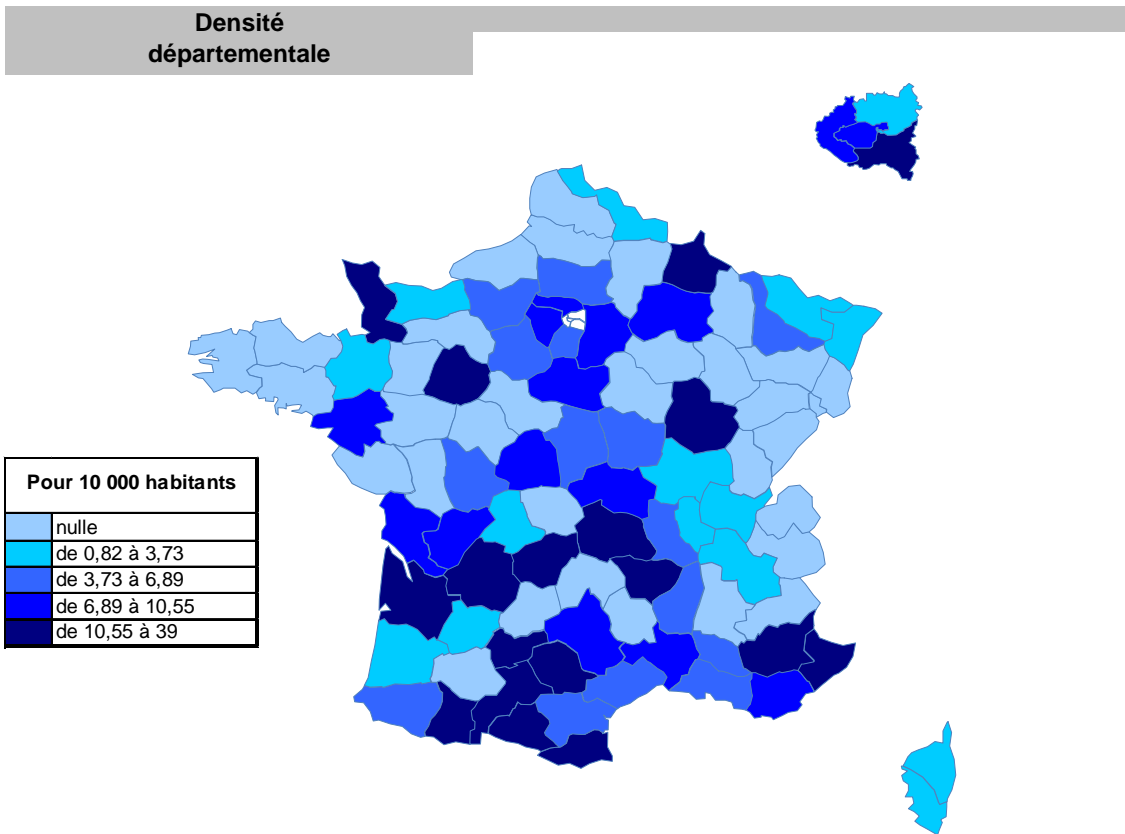 Densité
départementale
Pour 10 000 habitants
nulle
de 0,82 à 3,73
de 3,73 à 6,89
de 6,89 à 10,55
de 10,55 à 39